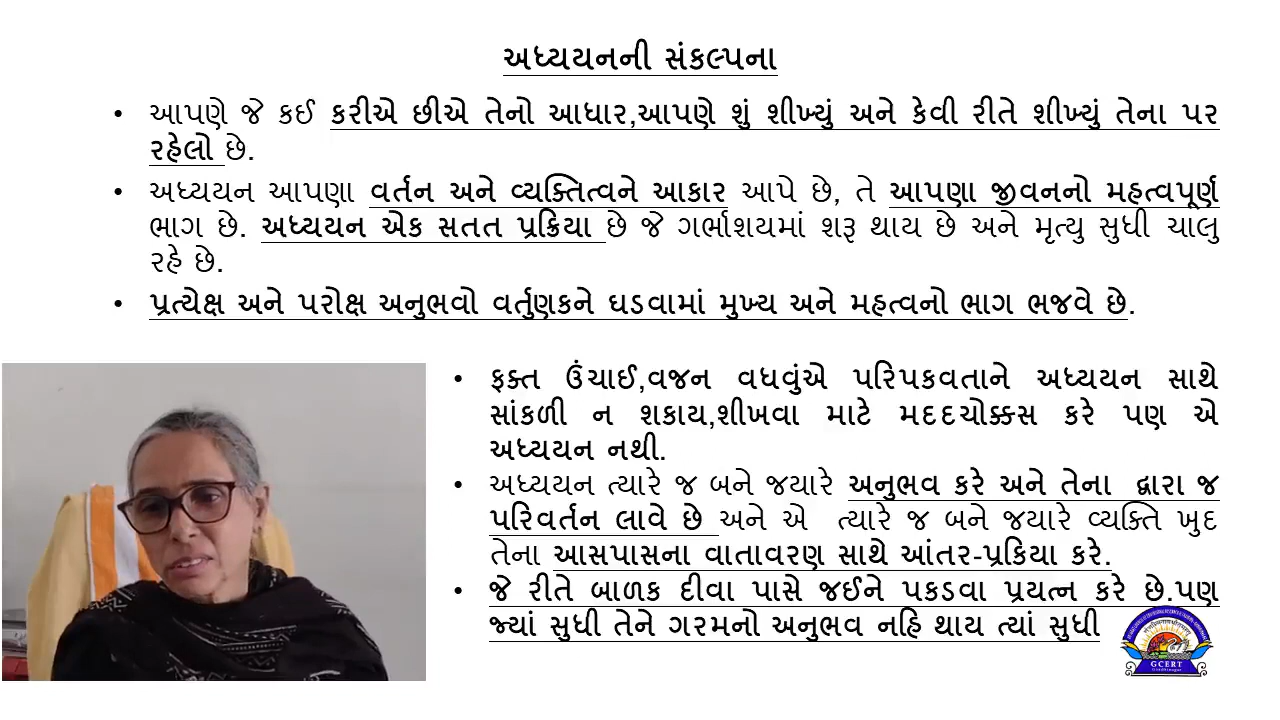 અધ્યયનની સંકલ્પના
• આપણે જે કઈ કરીએ છીએ તેનો આધાર,આપણે શું શીખ્યું અને કેવી રીતે શીખ્યું તેના પર
રહેલો છે.
• અધ્યયન આપણા વર્તન અને વ્યક્તિત્વને આકાર આપે છે, તે આપણા જીવનનો મહત્વપૂર્ણ
ભાગ છે. અધ્યયન એક સતત પ્રક્રિયા છે જે ગર્ભાશયમાં શરૂ થાય છે અને મૃત્યુ સુધી ચાલુ
રહે છે.
• પ્રત્યેક્ષ અને પરોક્ષ અનુભવો વર્તુણકને ઘડવામાં મુખ્ય અને મહત્વનો ભાગ ભજવે છે.
• ફક્ત ઉંચાઈ,વજન વધવુંએ પરિપકવતાને અધ્યયન સાથે
સાંકળી ન શકાય,શીખવા માટે મદદચોક્કસ કરે પણ એ
અધ્યયન નથી.
• અધ્યયન ત્યારે જ બને જયારે અનુભવ કરે અને તેના દ્વારા જ
પરિવર્તન લાવે છે અને એ ત્યારે જ બને જયારે વ્યક્તિ ખુદ
તેના આસપાસના વાતાવરણ સાથે આંતર-પ્રકિયા કરે.
• જે રીતે બાળક દીવા પાસે જઈને પકડવા પ્રયત્ન કરે છે.પણ
જ્યાં સુધી તેને ગરમનો અનુભવ નહિ થાય ત્યાં સુધી
GCERT